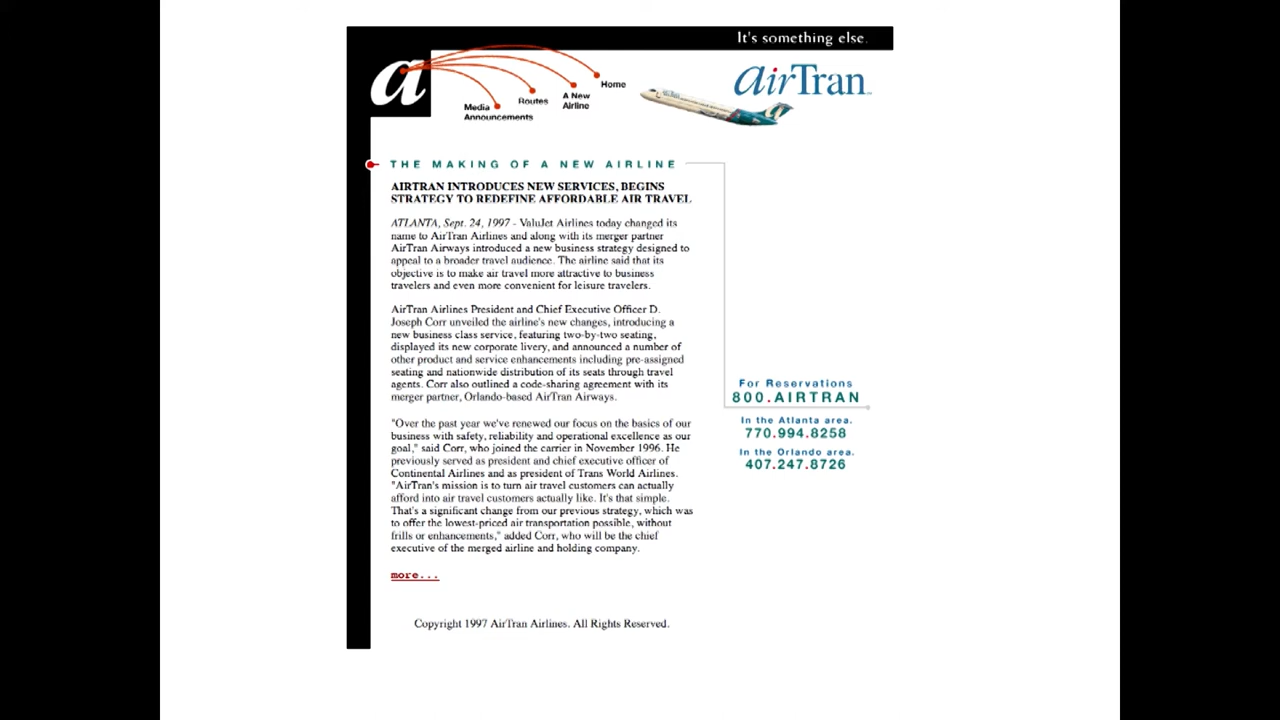 It's something else.
a
Home
airTran
Media
Announcements
Routes
A New
Airline
THE MAKING OF A NEW AIRLINE
AIRTRAN INTRODUCES NEW SERVICES, BEGINS
STRATEGY TO REDEFINE AFFORDABLE AIR TRAVEL
ATLANTA, Sept. 24, 1997 - ValuJet Airlines today changed its
name to AirTran Airlines and along with its merger partner
AirTran Airways introduced a new business strategy designed to
appeal to a broader travel audience. The airline said that its
objective is to make air travel more attractive to business
travelers and even more convenient for leisure travelers.
AirTran Airlines President and Chief Executive Officer D.
Joseph Corr unveiled the airline's new changes, introducing a
new business class service, featuring two-by-two seating,
displayed its new corporate livery, and announced a number of
other product and service enhancements including pre-assigned
seating and nationwide distribution of its seats through travel
agents. Corr also outlined a code-sharing agreement with its
merger partner, Orlando-based AirTran Airways.
"Over the past year we've renewed our focus on the basics of our
business with safety, reliability and operational excellence as our
goal," said Corr, who joined the carrier in November 1996. He
previously served as president and chief executive officer of
Continental Airlines and as president of Trans World Airlines.
"AirTran's mission is to turn air travel customers can actually
afford into air travel customers actually like. It's that simple.
That's a significant change from our previous strategy, which was
to offer the lowest-priced air transportation possible, without
frills or enhancements," added Corr, who will be the chief
executive of the merged airline and holding company.
more...
For Reservations
800.AIRTRAN
In the Atlanta area.
770.994.8258
In the Orlando area.
407.247.8726
Copyright 1997 AirTran Airlines. All Rights Reserved.